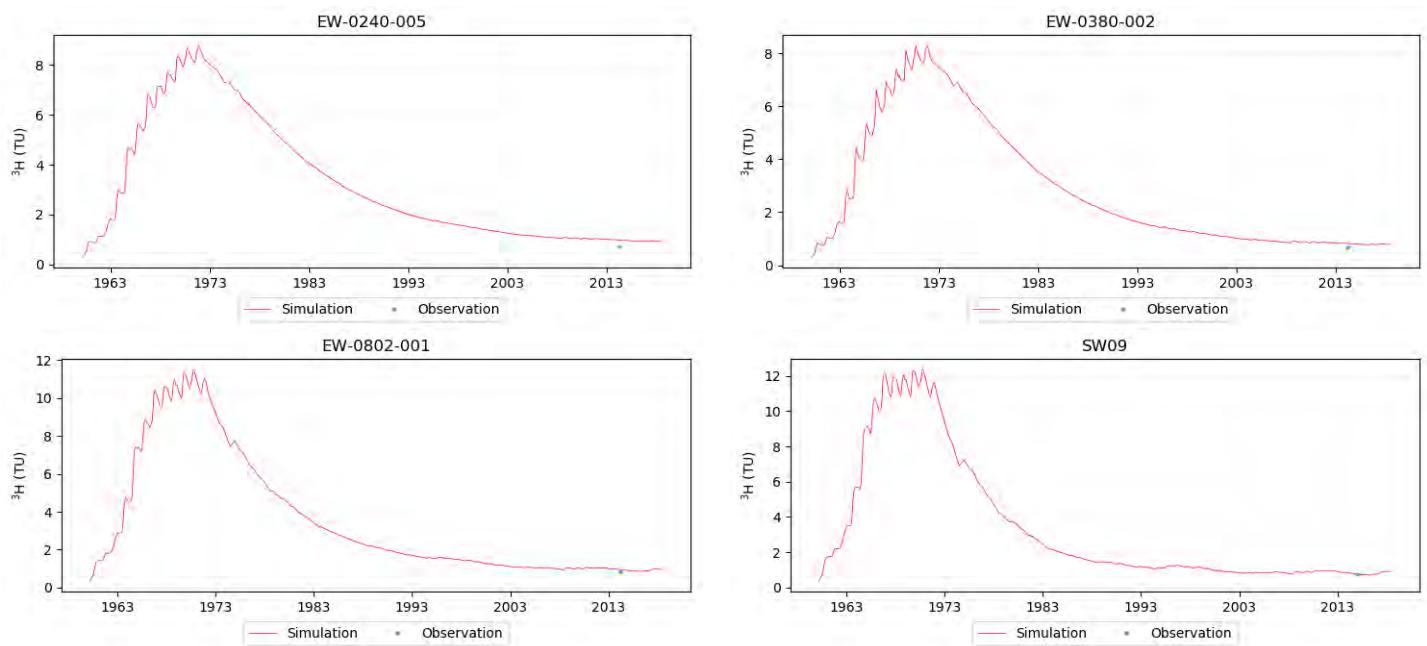 EW-0240-005
EW-0380-002
³H (TU)
8
6
4
2
0
1963 1973 1983 1993 2003 2013
Simulation Observation
³H (TU)
8
6
4
2
0
1963 1973 1983 1993 2003 2013
Simulation Observation
EW-0802-001
SW09
³H (TU)
12
10
8
6
4
2
0
1963 1973 1983 1993 2003 2013
Simulation Observation
³H (TU)
12
10
8
6
4
2
0
1963 1973 1983 1993 2003 2013
Simulation Observation